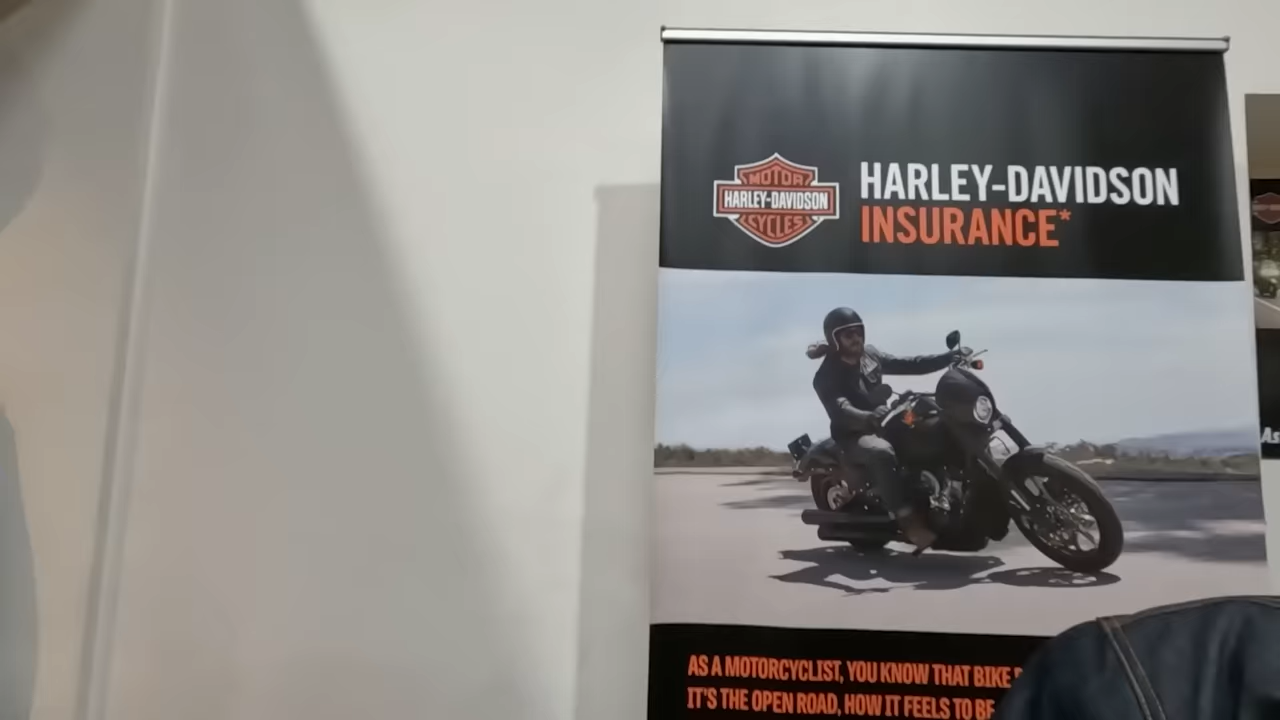 MOTOR
HARLEY-DAVIDSON
CYCLES
HARLEY-DAVIDSON
INSURANCE*
AS A MOTORCYCLIST, YOU KNOW THAT BIKE
IT'S THE OPEN ROAD, HOW IT FEELS TO BE